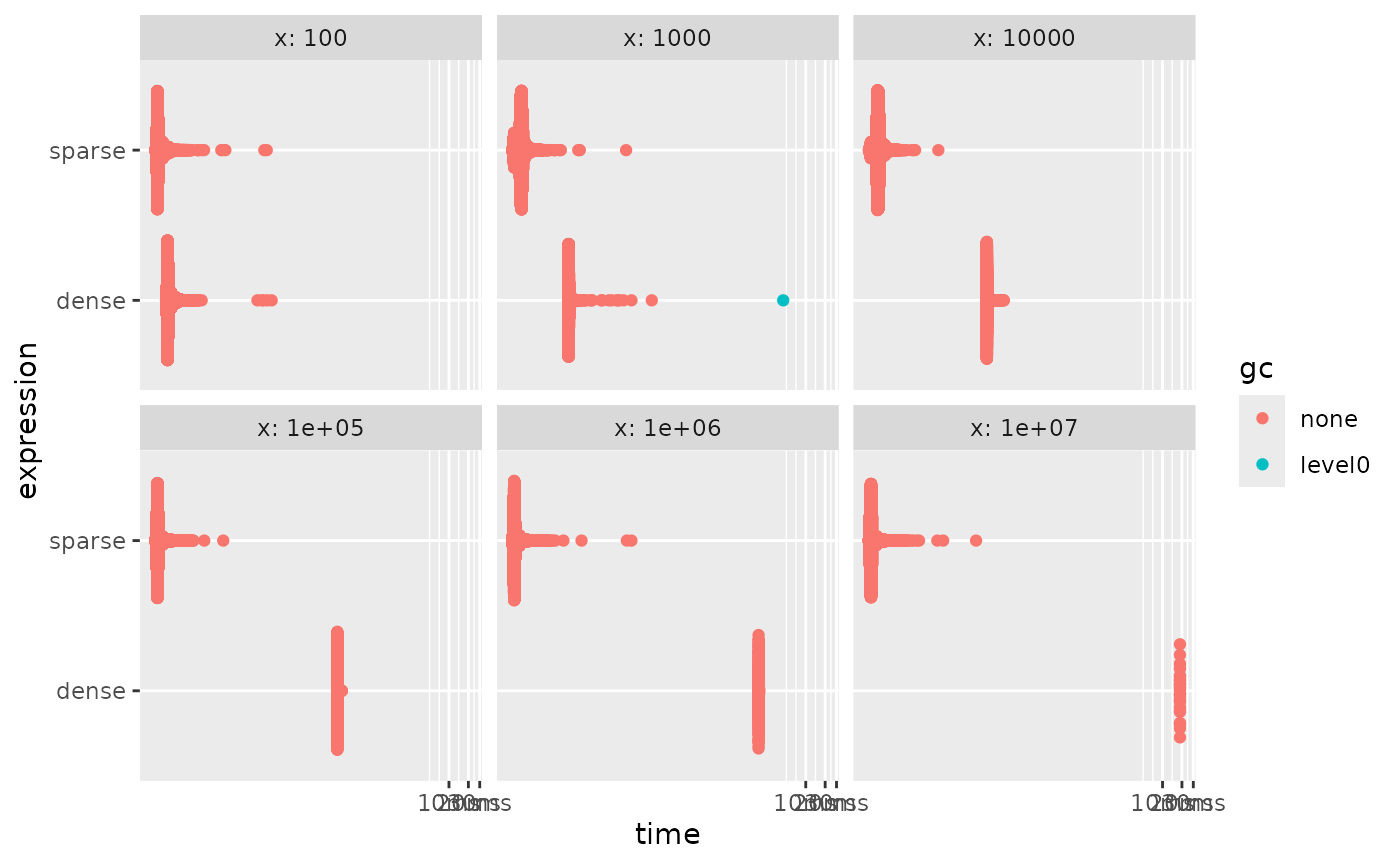 x: 100
x: 1000
x: 10000
sparse
dense
x: 1e+05
x: 1e+06
x: 1e+07
sparse
dense
expression
time
gc
none
level0